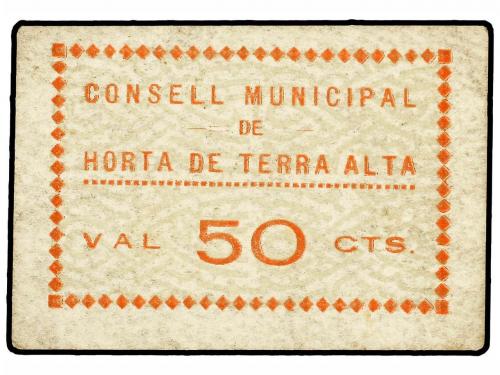 CONSELL MUNICIPAL
DE
HORTA DE TERRA ALTA
VAL 50 CTS.